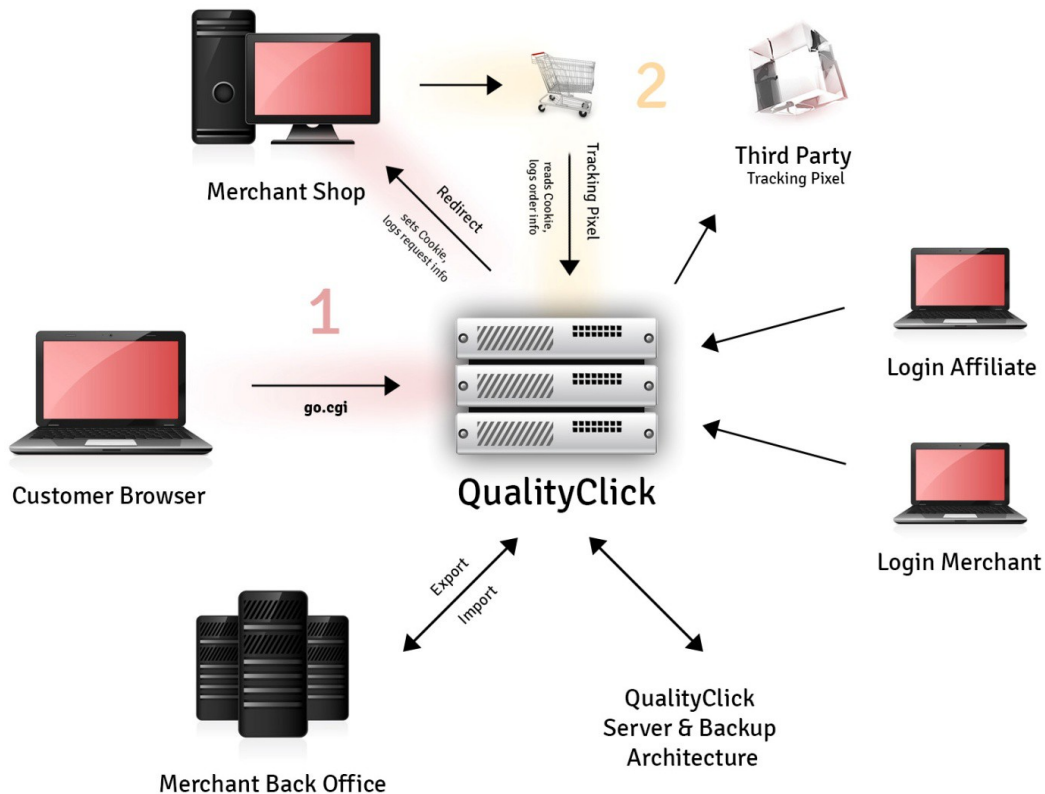 2
Third Party
Tracking Pixel
Merchant Shop
Redirect
sets Cookie,
logs request info
Tracking Pixel
reads Cookie,
logs order info
1
go.cgi
Customer Browser
QualityClick
Login Affiliate
Login Merchant
Export
Import
Merchant Back Office
QualityClick
Server & Backup
Architecture